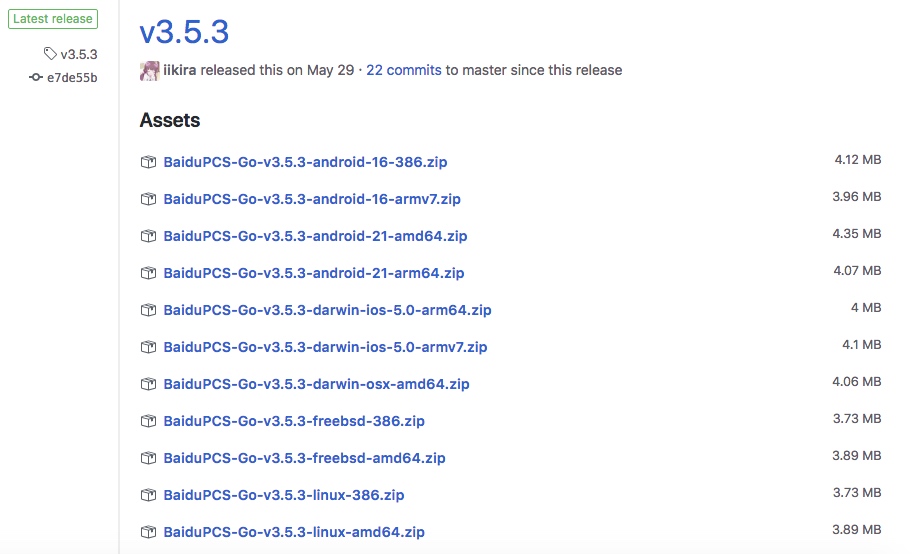 Latest release
v3.5.3
e7de55b
v3.5.3
iikira released this on May 29 · 22 commits to master since this release
Assets
BaiduPCS-Go-v3.5.3-android-16-386.zip 4.12 MB
BaiduPCS-Go-v3.5.3-android-16-armv7.zip 3.96 MB
BaiduPCS-Go-v3.5.3-android-21-amd64.zip 4.35 MB
BaiduPCS-Go-v3.5.3-android-21-arm64.zip 4.07 MB
BaiduPCS-Go-v3.5.3-darwin-ios-5.0-arm64.zip 4 MB
BaiduPCS-Go-v3.5.3-darwin-ios-5.0-armv7.zip 4.1 MB
BaiduPCS-Go-v3.5.3-darwin-osx-amd64.zip 4.06 MB
BaiduPCS-Go-v3.5.3-freebsd-386.zip 3.73 MB
BaiduPCS-Go-v3.5.3-freebsd-amd64.zip 3.89 MB
BaiduPCS-Go-v3.5.3-linux-386.zip 3.73 MB
BaiduPCS-Go-v3.5.3-linux-amd64.zip 3.89 MB